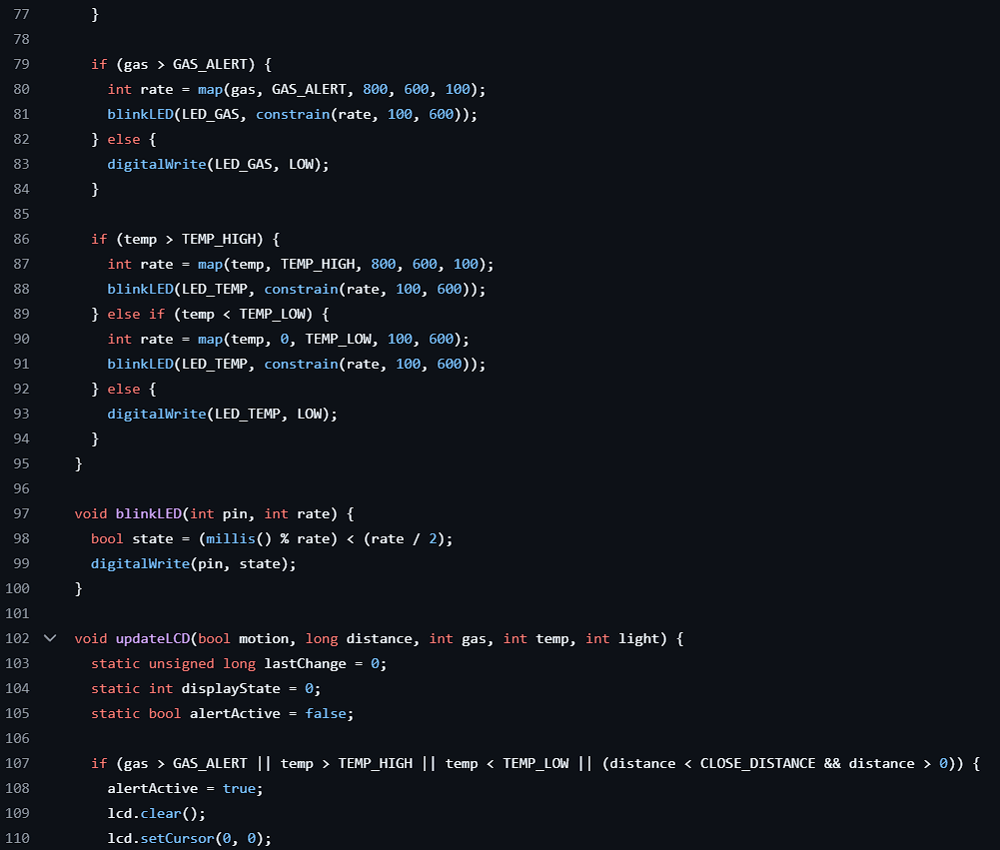 77 }
78
79 if (gas > GAS_ALERT) {
80 int rate = map(gas, GAS_ALERT, 800, 600, 100);
81 blinkLED(LED_GAS, constrain(rate, 100, 600));
82 } else {
83 digitalWrite(LED_GAS, LOW);
84 }
85
86 if (temp > TEMP_HIGH) {
87 int rate = map(temp, TEMP_HIGH, 800, 600, 100);
88 blinkLED(LED_TEMP, constrain(rate, 100, 600));
89 } else if (temp < TEMP_LOW) {
90 int rate = map(temp, 0, TEMP_LOW, 100, 600);
91 blinkLED(LED_TEMP, constrain(rate, 100, 600));
92 } else {
93 digitalWrite(LED_TEMP, LOW);
94 }
95 }
96
97 void blinkLED(int pin, int rate) {
98 bool state = (millis() % rate) < (rate / 2);
99 digitalWrite(pin, state);
100 }
101
102 void updateLCD(bool motion, long distance, int gas, int temp, int light) {
103 static unsigned long lastChange = 0;
104 static int displayState = 0;
105 static bool alertActive = false;
106
107 if (gas > GAS_ALERT || temp > TEMP_HIGH || temp < TEMP_LOW || (distance < CLOSE_DISTANCE && distance > 0)) {
108 alertActive = true;
109 lcd.clear();
110 lcd.setCursor(0, 0);